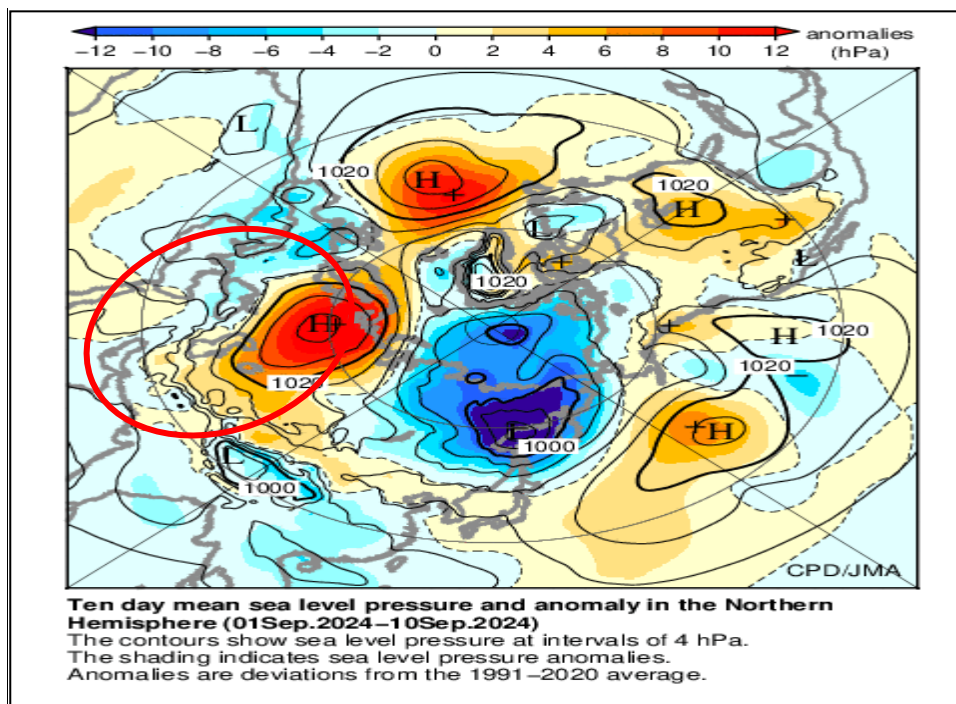 −12 −10 −8 −6 −4 −2 0 2 4 6 8 10 12
anomalies
(hPa)
L
1020
H
1020
H
L
L
1020
H
1020
H
1020
1020
H
L
1000
L
1000
CPD/JMA
Ten day mean sea level pressure and anomaly in the Northern
Hemisphere (01Sep.2024−10Sep.2024)
The contours show sea level pressure at intervals of 4 hPa.
The shading indicates sea level pressure anomalies.
Anomalies are deviations from the 1991−2020 average.